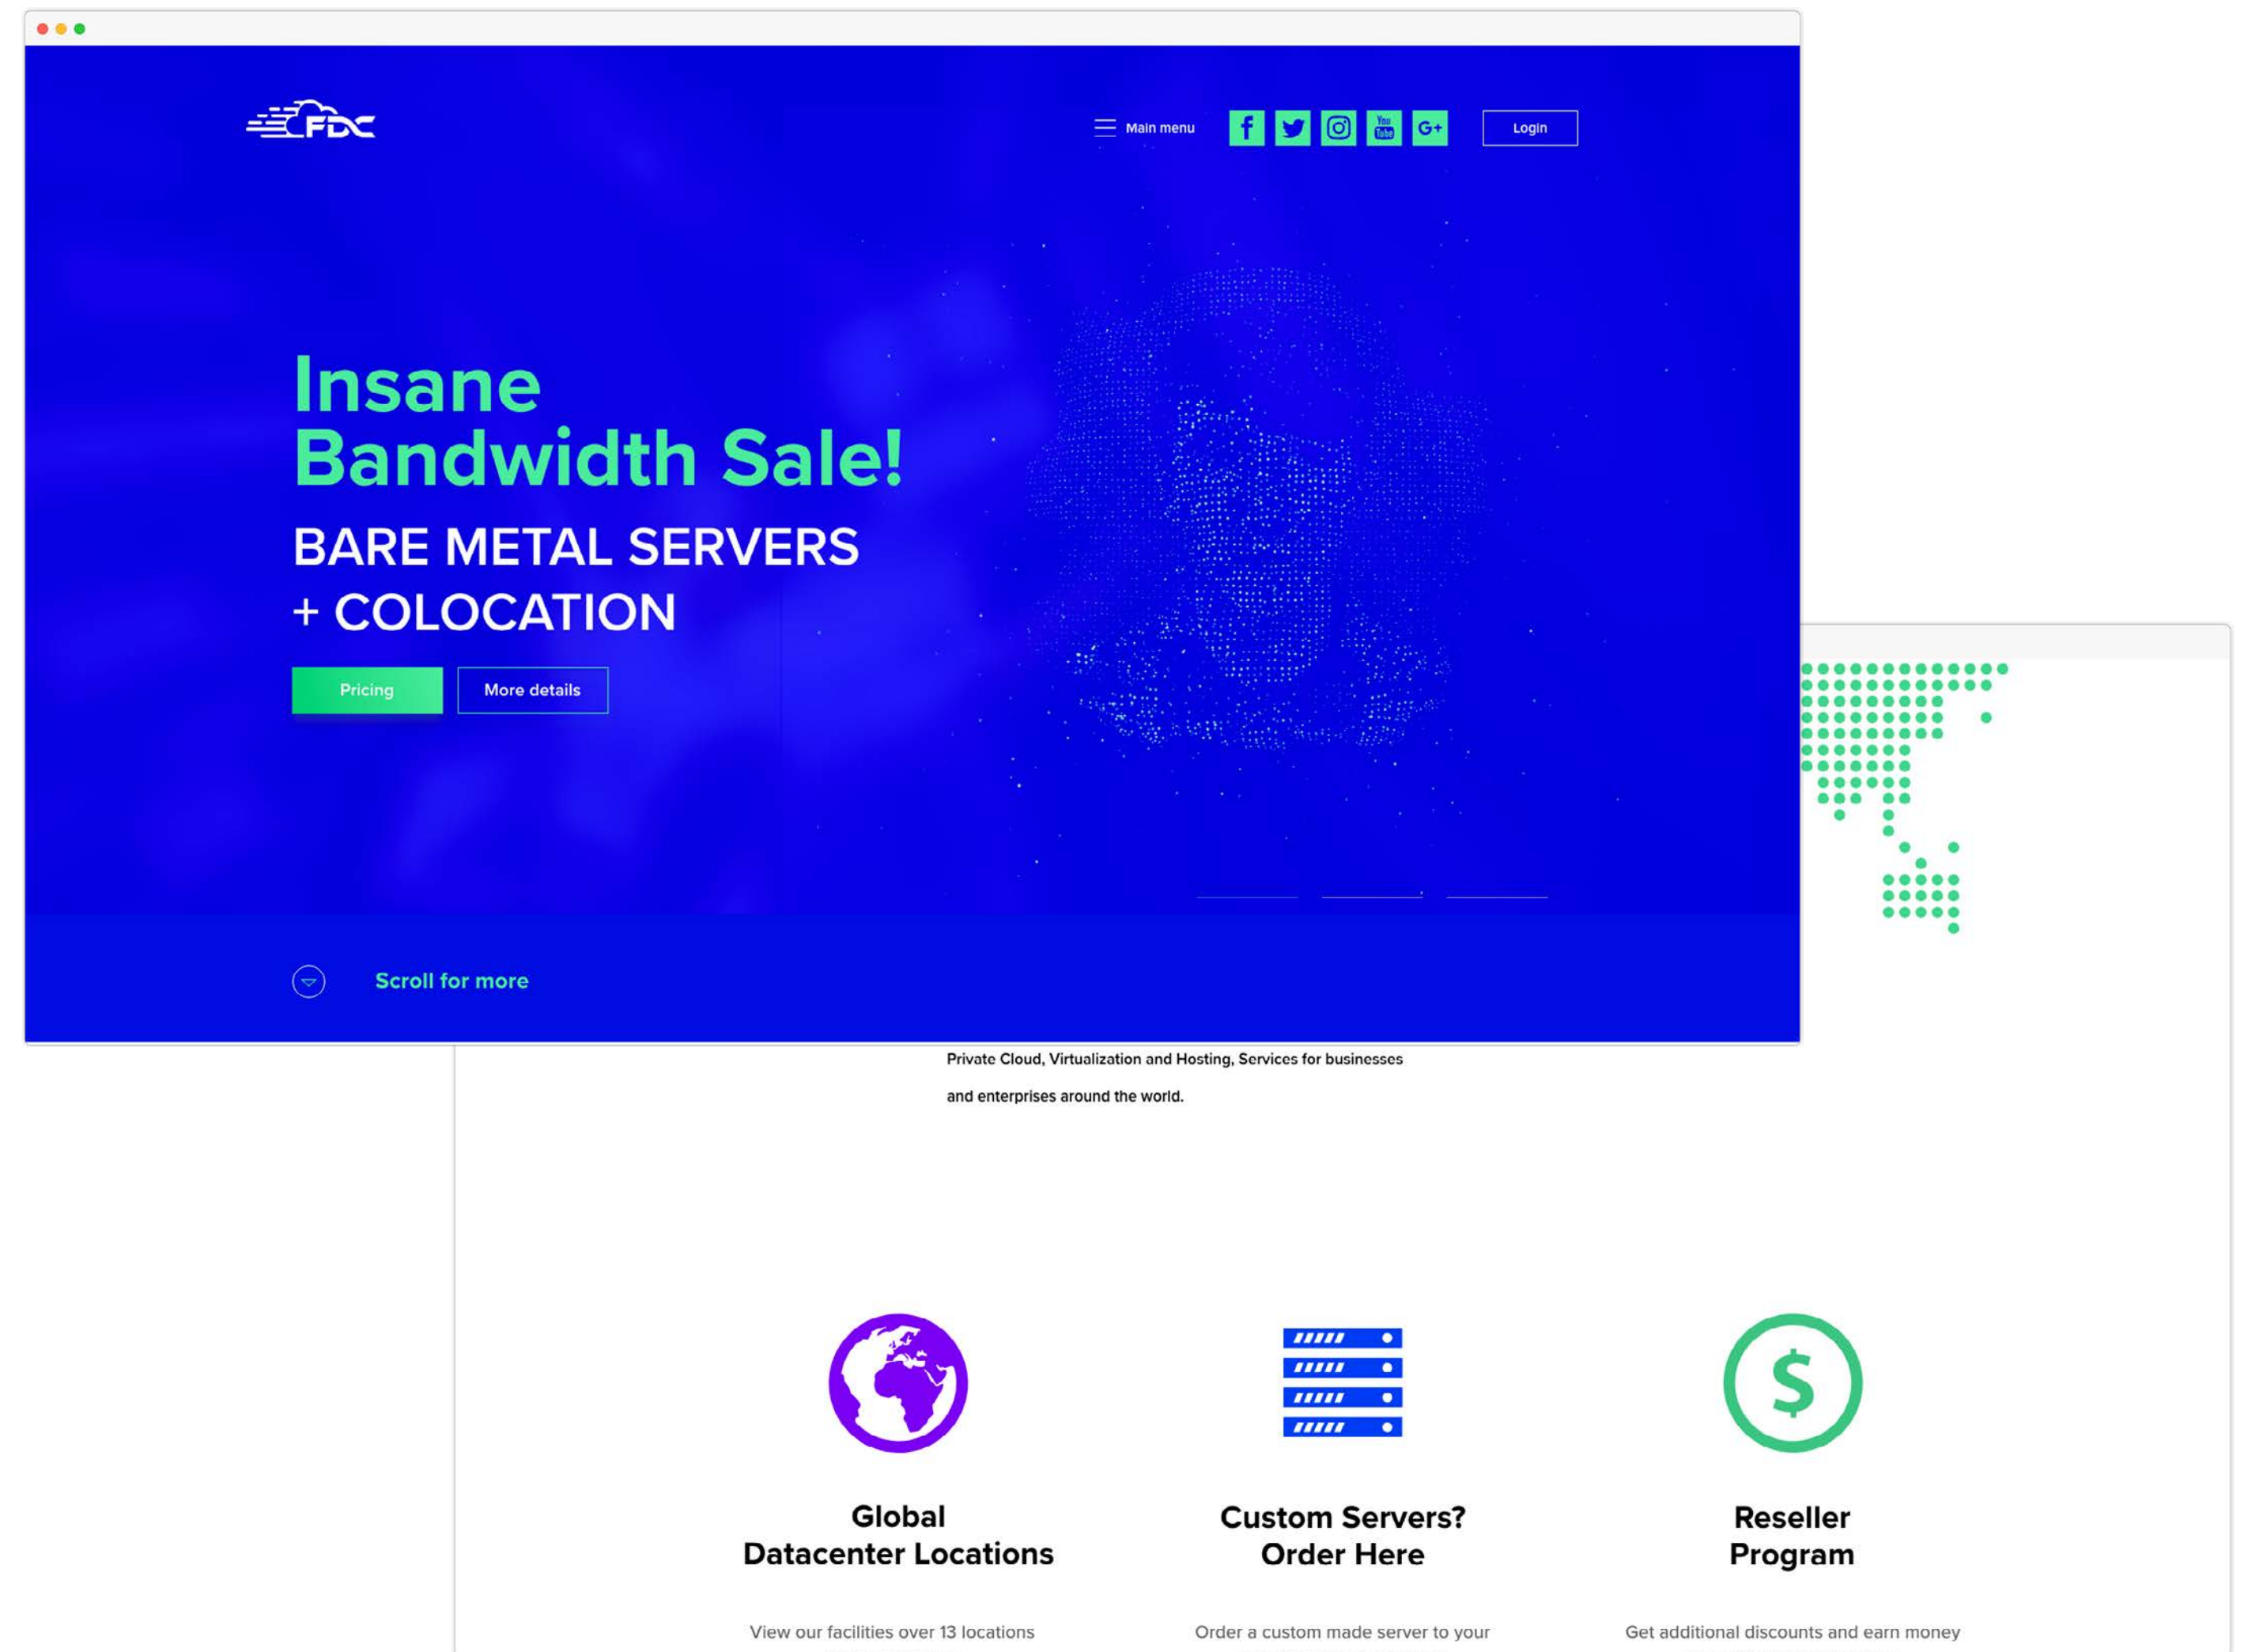 FDC
Main menu
f
You
Tube
G+
Login
Insane
Bandwidth Sale!
BARE METAL SERVERS
+ COLOCATION
Pricing
More details
Scroll for more
Private Cloud, Virtualization and Hosting, Services for businesses
and enterprises around the world.
$
Global
Datacenter Locations
View our facilities over 13 locations
Custom Servers?
Order Here
Order a custom made server to your
Reseller
Program
Get additional discounts and earn money